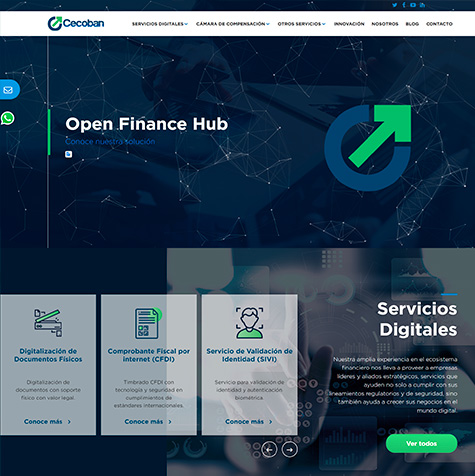 Cecoban
SERVICIOS DIGITALES
CÁMARA DE COMPENSACIÓN
OTROS SERVICIOS
INNOVACIÓN
NOSOTROS
BLOG
CONTACTO
Open Finance Hub
Conoce nuestra solución
Digitalización de
Documentos Físicos
Digitalización de
documentos con soporte
físico con valor legal.
Conoce más
Comprobante Fiscal por
internet (CFDI)
Timbrado CFDI con
tecnología y seguridad en
cumplimientos de
estándares internacionales.
Conoce más
Servicio de Validación de
Identidad (SIVI)
Servicio para validación de
identidad y autenticación
biométrica.
Conoce más
Servicios
Digitales
Nuestra amplia experiencia en el ecosistema
financiero nos lleva a proveer a empresas
líderes y aliados estratégicos, servicios que
ayuden no solo a cumplir con sus
lineamientos regulatorios y de seguridad, sino
también ayuda a crecer sus negocios en el
mundo digital.
Ver todos